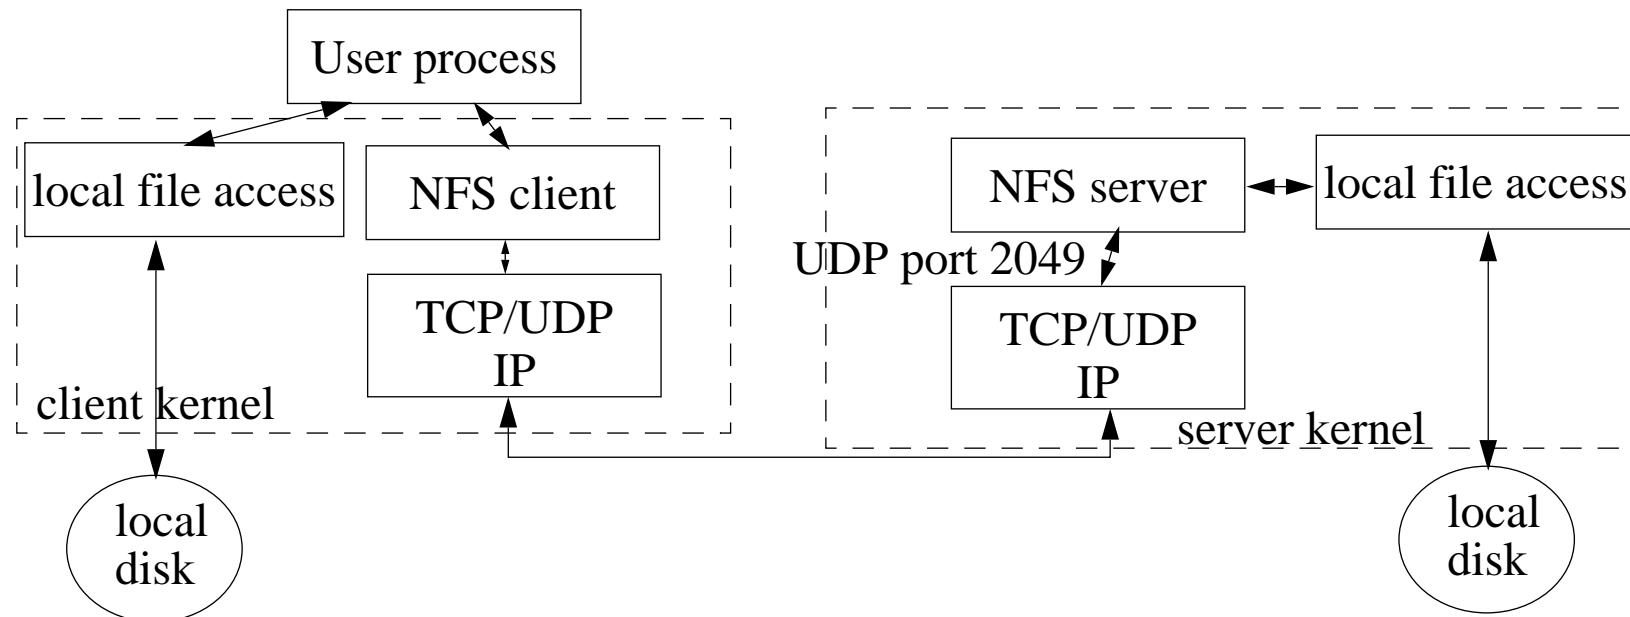 User process
local file access
NFS client
TCP/UDP
IP
client kernel
local
disk
NFS server
local file access
UDP port 2049
TCP/UDP
IP
server kernel
local
disk